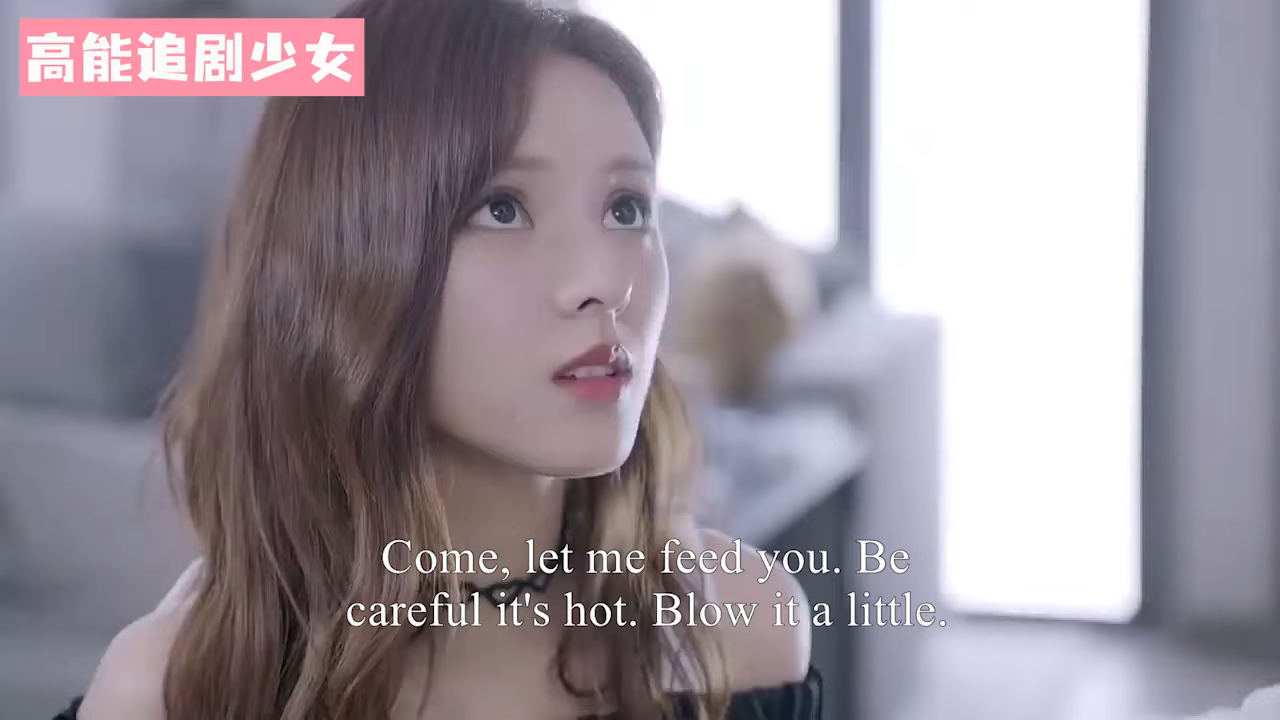 高能追剧少女
Come, let me feed you. Be
careful it's hot. Blow it a little.